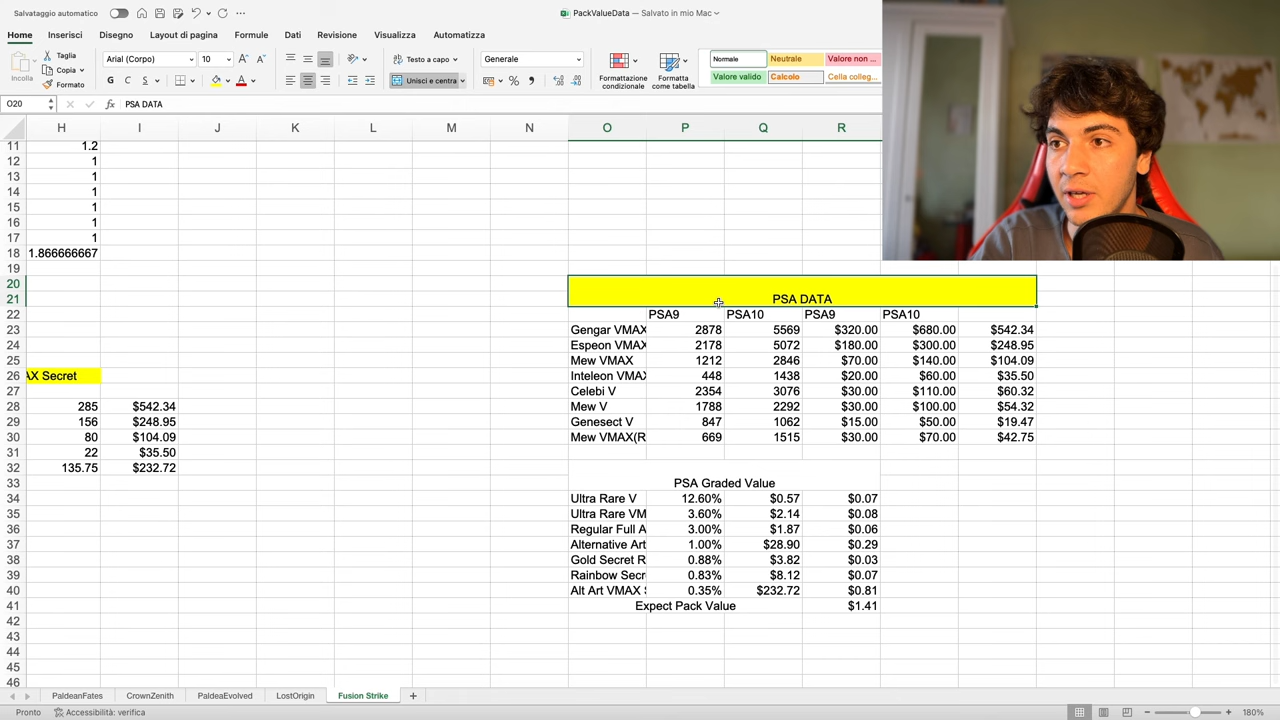 Salvataggio automatico
PackValueData — Salvato in mio Mac
Home Inserisci Disegno Layout di pagina Formule Dati Revisione Visualizza Automatizza
Incolla
Taglia
Copia
Formato
Arial (Corpo) 10
G C S
Testo a capo
Unisci e centra
Generale
Formattazione condizionale
Formatta come tabella
Normale Neutrale Valore non ...
Valore valido Calcolo Cella colleg...
O20 fx PSA DATA
H I J K L M N O P Q R
11 1.2
12 1
13 1
14 1
15 1
16 1
17 1
18 1.866666667
19
20
21 PSA DATA
22 PSA9 PSA10 PSA9 PSA10
23 Gengar VMAX 2878 5569 $320.00 $680.00 $542.34
24 Espeon VMAX 2178 5072 $180.00 $300.00 $248.95
25 Mew VMAX 1212 2846 $70.00 $140.00 $104.09
26 AX Secret Inteleon VMAX 448 1438 $20.00 $60.00 $35.50
27 Celebi V 2354 3076 $30.00 $110.00 $60.32
28 285 $542.34 Mew V 1788 2292 $30.00 $100.00 $54.32
29 156 $248.95 Genesect V 847 1062 $15.00 $50.00 $19.47
30 80 $104.09 Mew VMAX(R 669 1515 $30.00 $70.00 $42.75
31 22 $35.50
32 135.75 $232.72
33 PSA Graded Value
34 Ultra Rare V 12.60% $0.57 $0.07
35 Ultra Rare VM 3.60% $2.14 $0.08
36 Regular Full A 3.00% $1.87 $0.06
37 Alternative Art 1.00% $28.90 $0.29
38 Gold Secret R 0.88% $3.82 $0.03
39 Rainbow Secr 0.83% $8.12 $0.07
40 Alt Art VMAX S 0.35% $232.72 $0.81
41 Expect Pack Value $1.41
42
43
44
45
46
PaldeanFates CrownZenith PaldeaEvolved LostOrigin Fusion Strike +
Pronto Accessibilità: verifica 180%